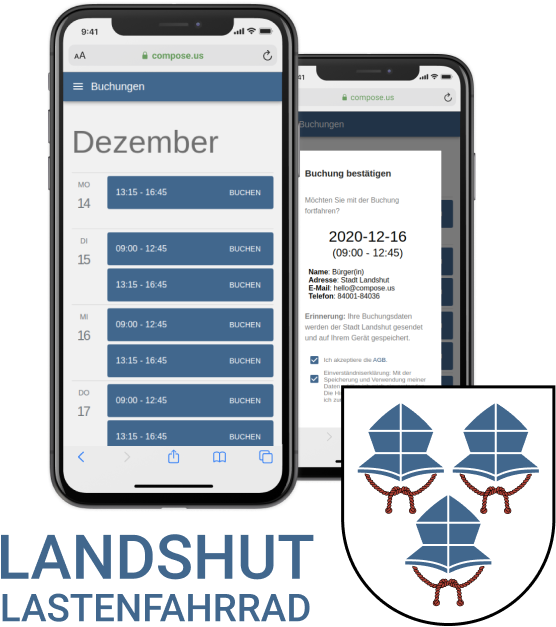 9:41
AA
compose.us
Buchungen
Dezember
MO
14
13:15 - 16:45 BUCHEN
DI
15
09:00 - 12:45 BUCHEN
13:15 - 16:45 BUCHEN
MI
16
09:00 - 12:45 BUCHEN
13:15 - 16:45 BUCHEN
DO
17
09:00 - 12:45 BUCHEN
13:15 - 16:45 BUCHEN
compose.us
Buchungen
Buchung bestätigen
Möchten Sie mit der Buchung
fortfahren?
2020-12-16
(09:00 - 12:45)
Name: Bürger(in)
Adresse: Stadt Landshut
E-Mail: hello@compose.us
Telefon: 84001-84036
Erinnerung: Ihre Buchungsdaten
werden der Stadt Landshut gesendet
und auf Ihrem Gerät gespeichert.
Ich akzeptiere die AGB.
Einverständniserklärung: Mit der
Speicherung und Verwendung meiner
Daten
ich
LANDSHUT
LASTENFAHRRAD